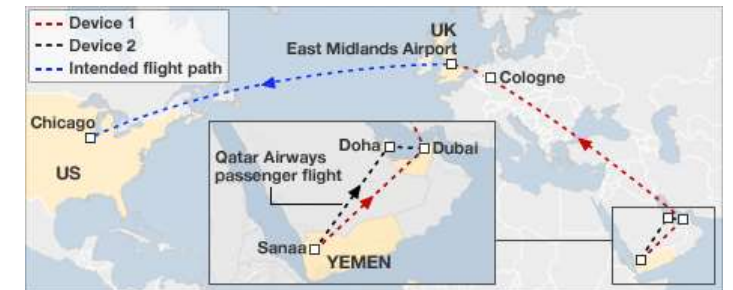 Device 1
Device 2
Intended flight path
UK
East Midlands Airport
Cologne
Chicago
US
Doha
Dubai
Qatar Airways
passenger flight
Sanaa
YEMEN